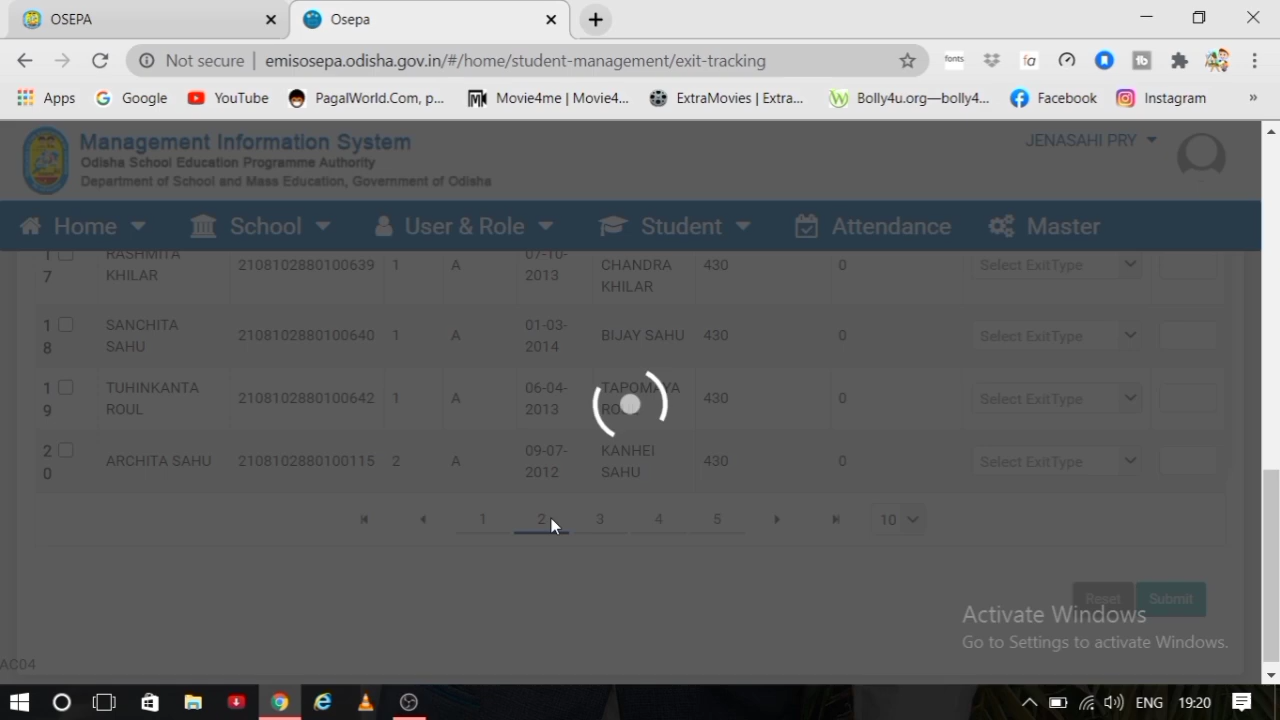 OSEPA
Osepa
Not secure | emisosepa.odisha.gov.in/#/home/student-management/exit-tracking
fonts
Apps Google YouTube PagalWorld.Com, p... Movie4me | Movie4... ExtraMovies | Extra... Bolly4u.org—bolly4... Facebook Instagram »
Management Information System
Odisha School Education Programme Authority
Department of School and Mass Education, Government of Odisha
JENASAHI PRY
Home School User & Role Student Attendance Master
17 RASHMITA KHILAR 2108102880100639 1 A 07-10-2013 CHANDRA KHILAR 430 0 Select ExitType
18 SANCHITA SAHU 2108102880100640 1 A 01-03-2014 BIJAY SAHU 430 0 Select ExitType
19 TUHINKANTA ROUL 2108102880100642 1 A 06-04-2013 TAPOMAYA 430 0 Select ExitType
20 ARCHITA SAHU 2108102880100115 2 A 09-07-2012 KANHEI SAHU 430 0 Select ExitType
1 2 3 4 5 10
Reset Submit
Activate Windows
Go to Settings to activate Windows.
AC04
ENG 19:20